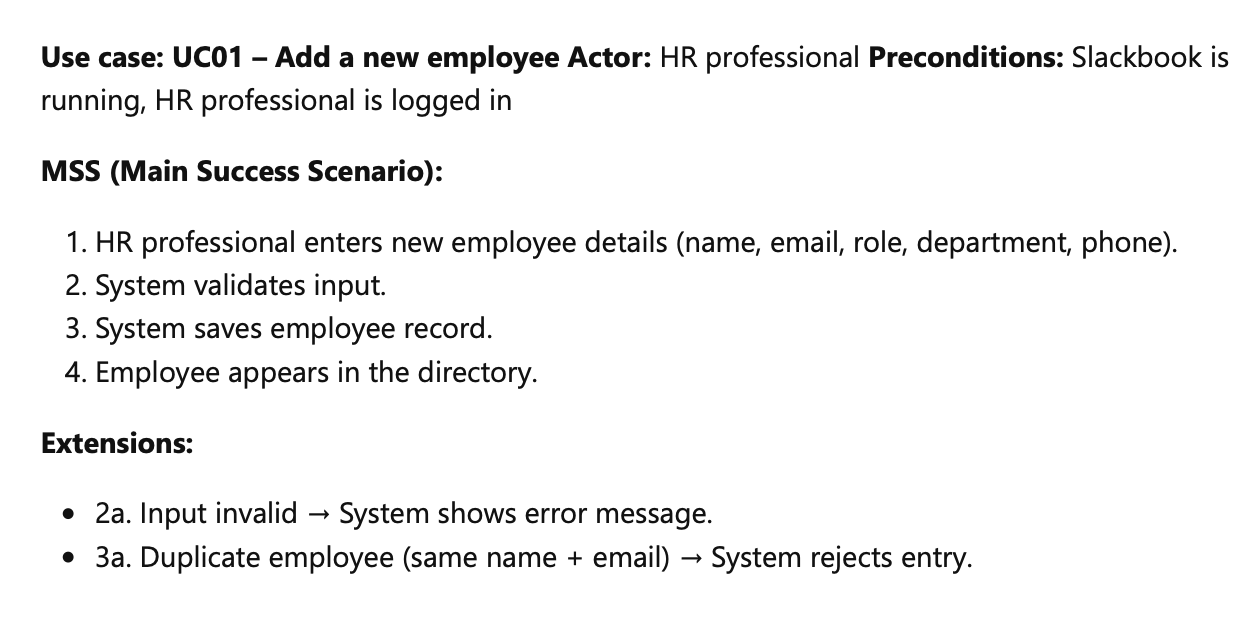 Use case: UC01 – Add a new employee Actor: HR professional Preconditions: Slackbook is
running, HR professional is logged in
MSS (Main Success Scenario):
1. HR professional enters new employee details (name, email, role, department, phone).
2. System validates input.
3. System saves employee record.
4. Employee appears in the directory.
Extensions:
• 2a. Input invalid → System shows error message.
• 3a. Duplicate employee (same name + email) → System rejects entry.